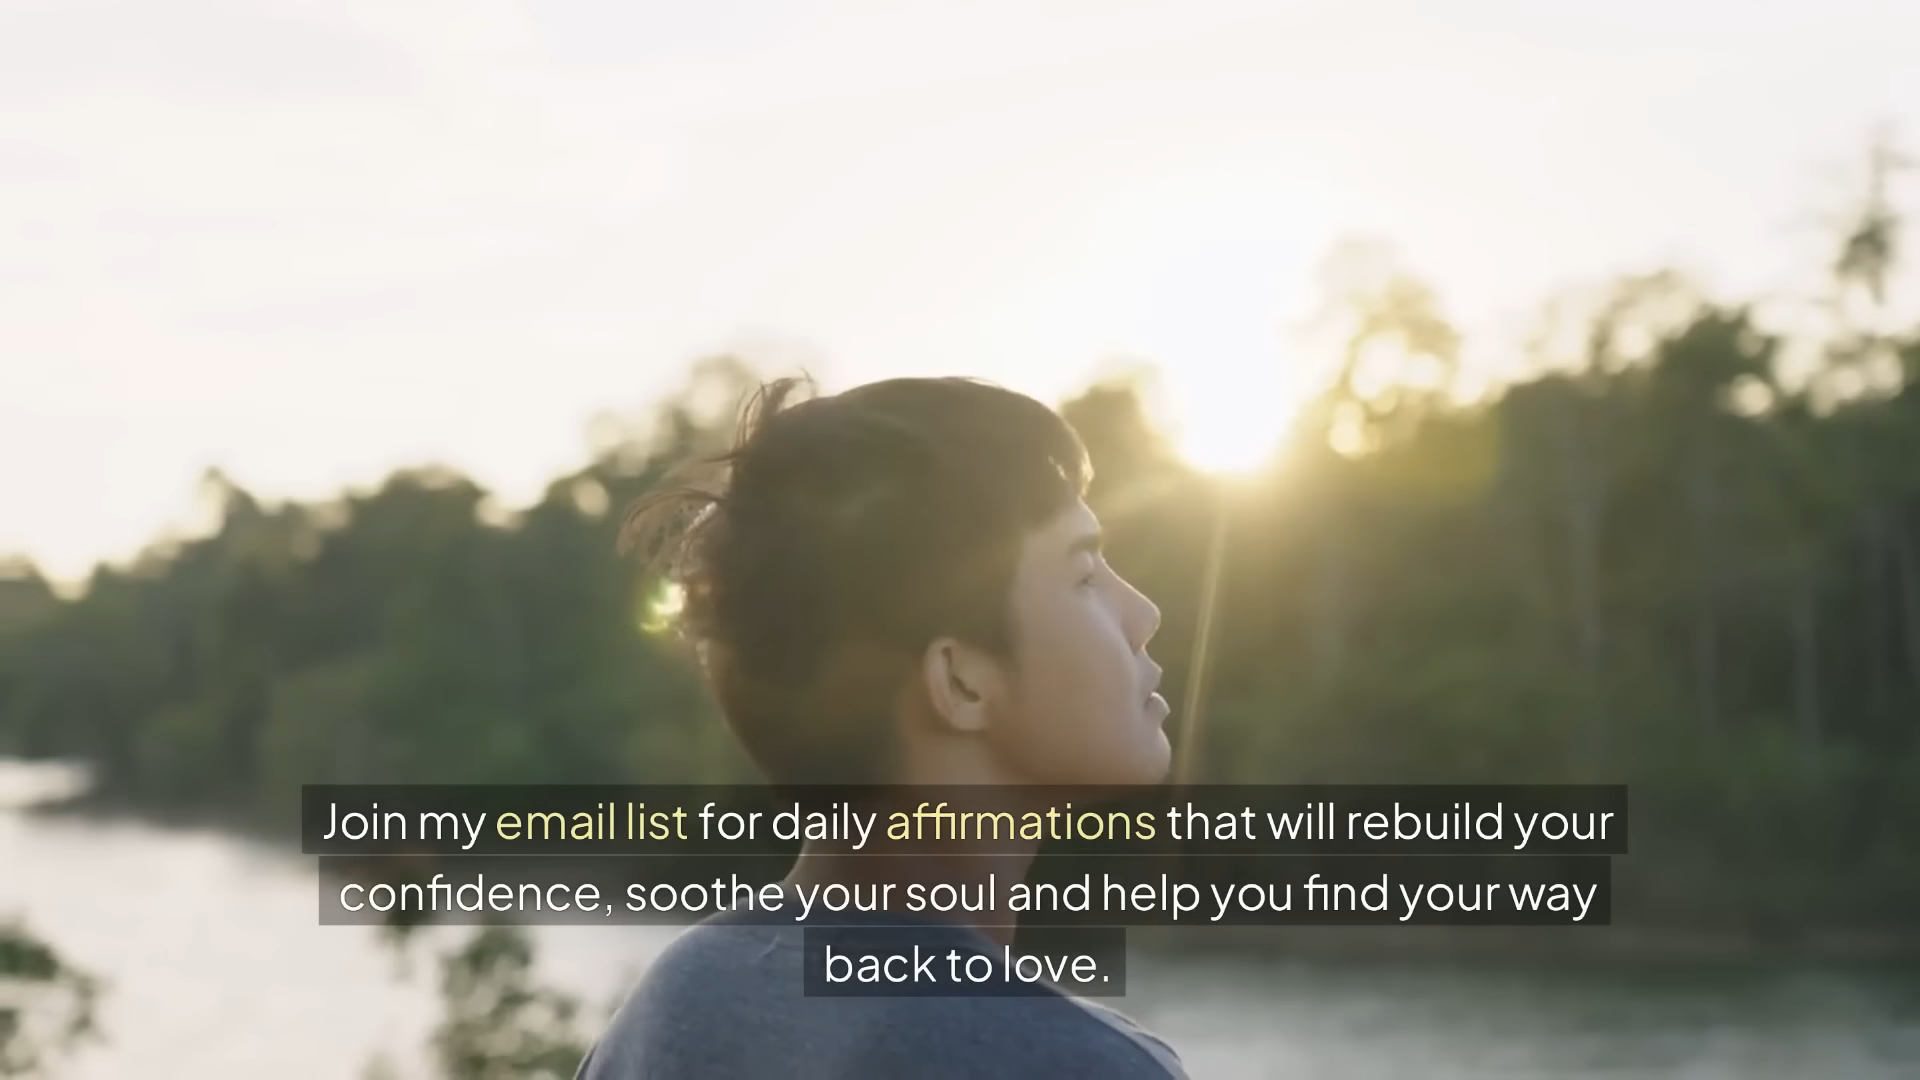 Join my email list for daily affirmations that will rebuild your
confidence, soothe your soul and help you find your way
back to love.